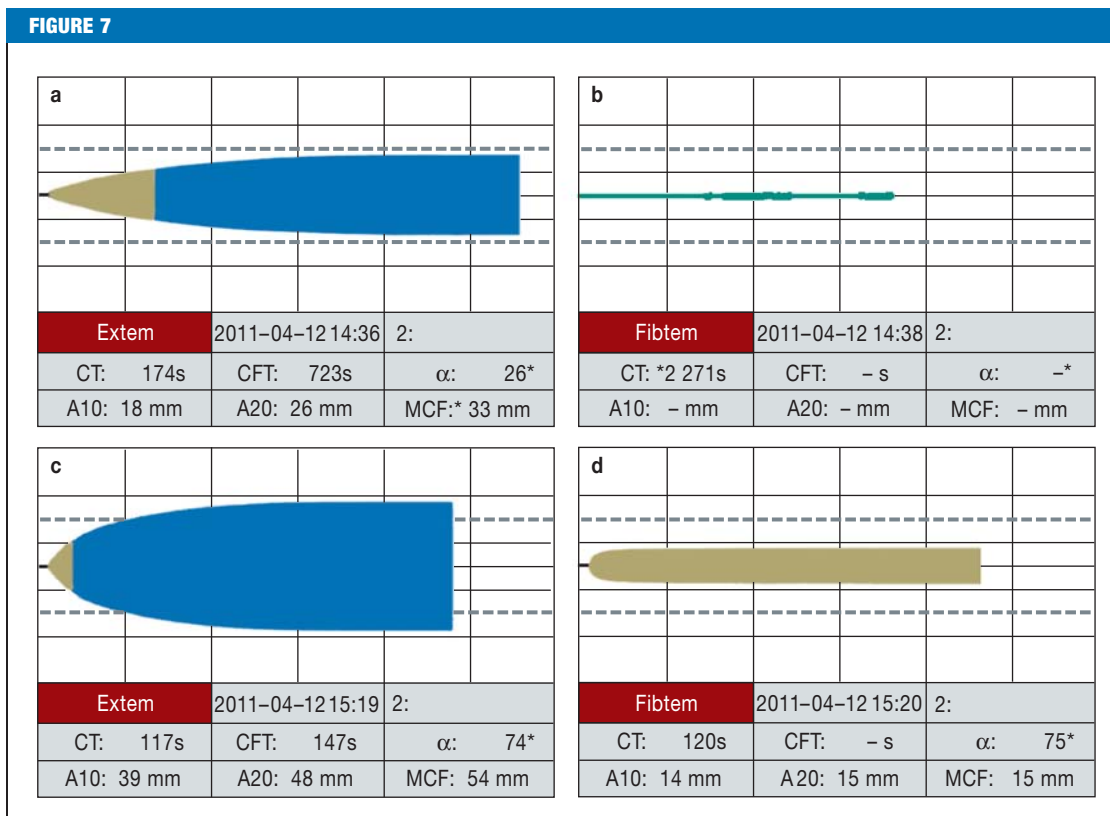 FIGURE 7
a
Extem 2011–04–12 14:36 2:
CT: 174s CFT: 723s α: 26*
A10: 18 mm A20: 26 mm MCF:* 33 mm
b
Fibtem 2011–04–12 14:38 2:
CT: *2 271s CFT: – s α: –*
A10: – mm A20: – mm MCF: – mm
c
Extem 2011–04–12 15:19 2:
CT: 117s CFT: 147s α: 74*
A10: 39 mm A20: 48 mm MCF: 54 mm
d
Fibtem 2011–04–12 15:20 2:
CT: 120s CFT: – s α: 75*
A10: 14 mm A20: 15 mm MCF: 15 mm